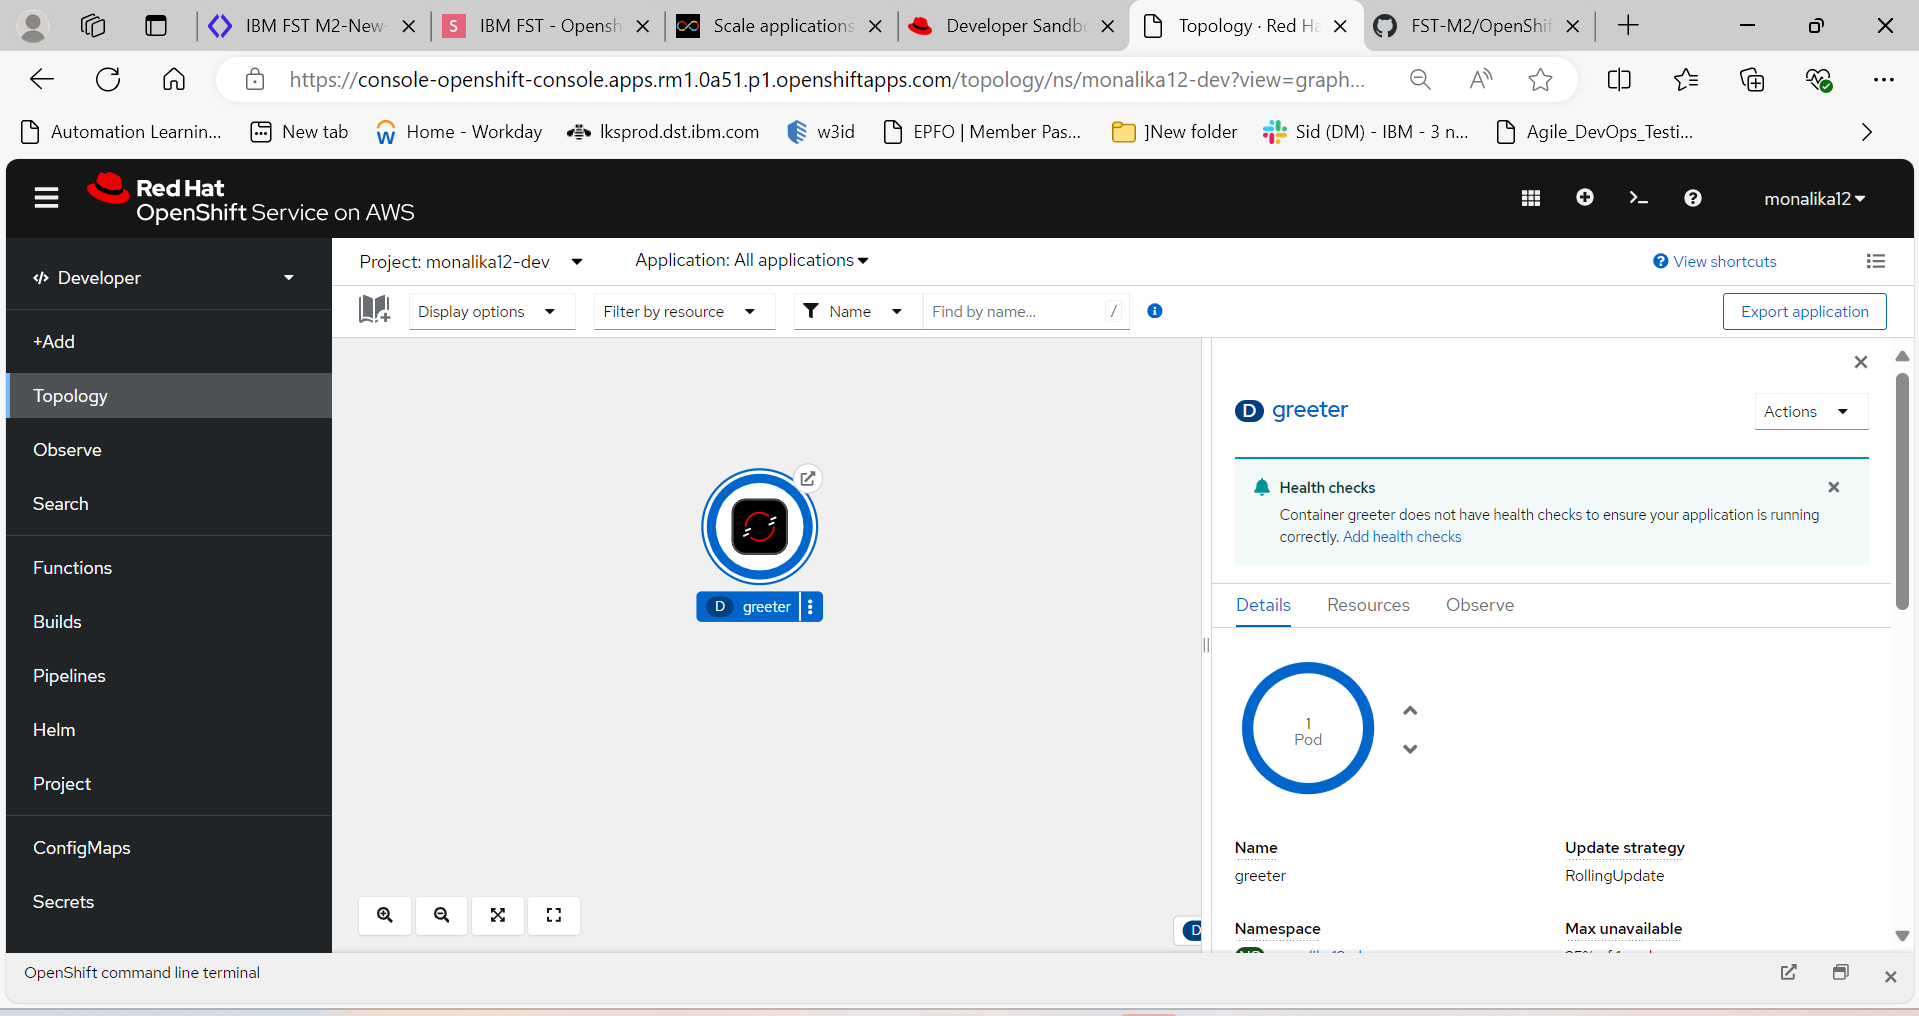 IBM FST M2-New
IBM FST - Opensh
Scale applications
Developer Sandb
Topology · Red Ha
FST-M2/OpenShif
https://console-openshift-console.apps.rm1.0a51.p1.openshiftapps.com/topology/ns/monalika12-dev?view=graph...
Automation Learnin...
New tab
Home - Workday
lksprod.dst.ibm.com
w3id
EPFO | Member Pas...
]New folder
Sid (DM) - IBM - 3 n...
Agile_DevOps_Testi...
Red Hat
OpenShift Service on AWS
monalika12
Developer
+Add
Topology
Observe
Search
Functions
Builds
Pipelines
Helm
Project
ConfigMaps
Secrets
Project: monalika12-dev
Application: All applications
View shortcuts
Display options
Filter by resource
Name
Find by name...
/
Export application
D greeter
D greeter
Actions
Health checks
Container greeter does not have health checks to ensure your application is running
correctly. Add health checks
Details
Resources
Observe
1
Pod
Name
greeter
Update strategy
RollingUpdate
Namespace
Max unavailable
D
OpenShift command line terminal